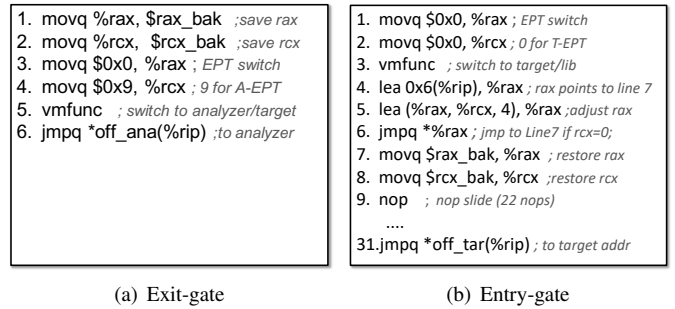 1. movq %rax, $rax_bak ;save rax
2. movq %rcx, $rcx_bak ;save rcx
3. movq $0x0, %rax ; EPT switch
4. movq $0x9, %rcx ; 9 for A-EPT
5. vmfunc ; switch to analyzer/target
6. jmpq *off_ana(%rip) ;to analyzer
(a) Exit-gate
1. movq $0x0, %rax ; EPT switch
2. movq $0x0, %rcx ; 0 for T-EPT
3. vmfunc ; switch to target/lib
4. lea 0x6(%rip), %rax ; rax points to line 7
5. lea (%rax, %rcx, 4), %rax ;adjust rax
6. jmpq *%rax ; jmp to Line7 if rcx=0;
7. movq $rax_bak, %rax ; restore rax
8. movq $rcx_bak, %rcx ;restore rcx
9. nop ; nop slide (22 nops)
....
31.jmpq *off_tar(%rip) ; to target addr
(b) Entry-gate